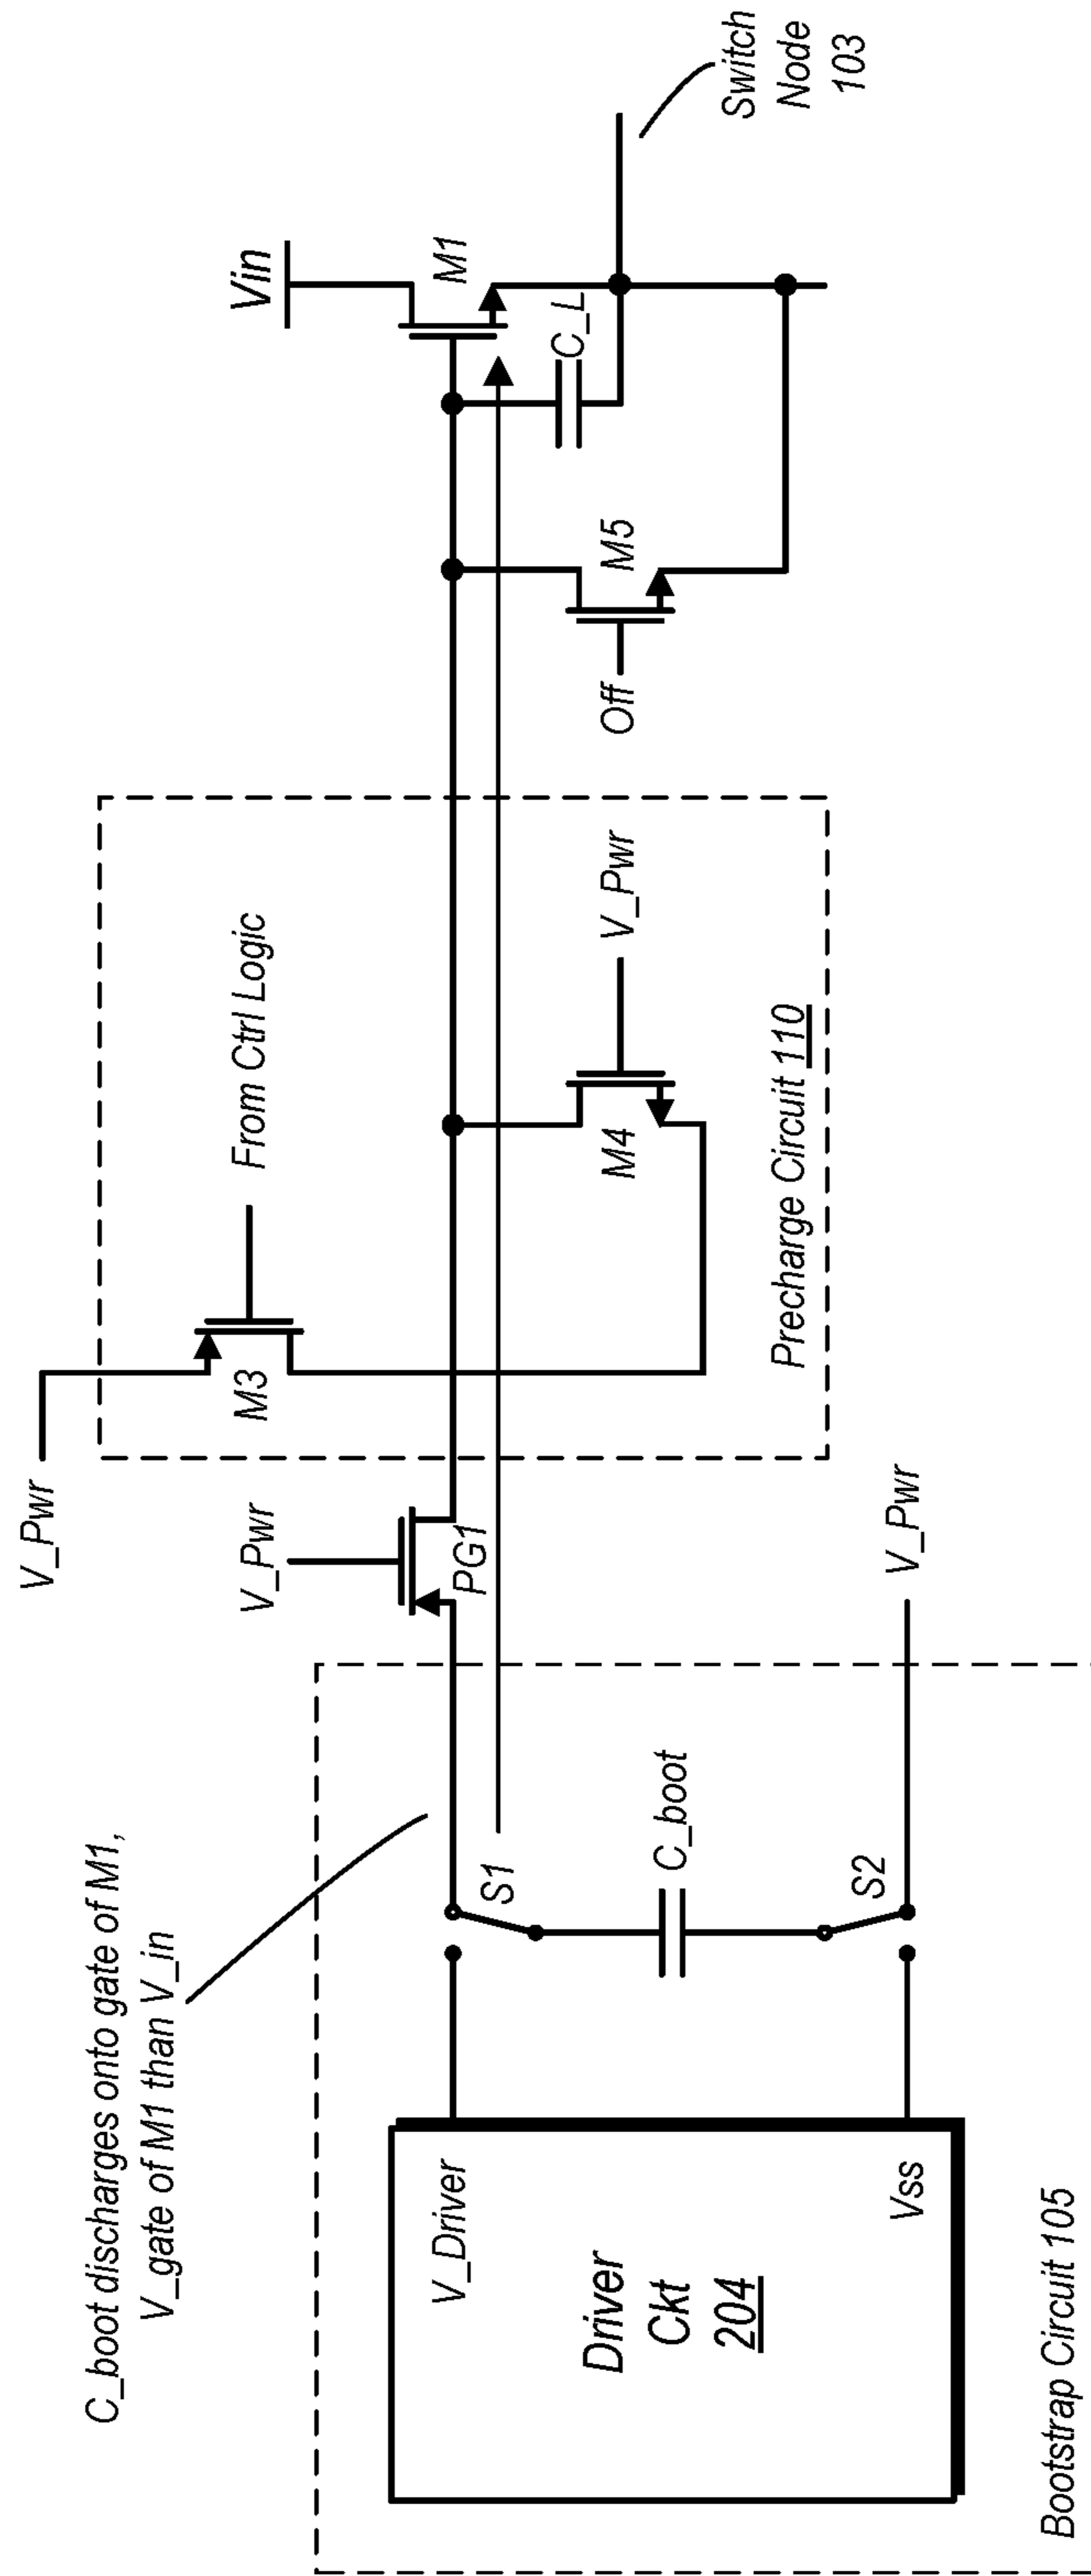 C_boot discharges onto gate of M1,
V_gate of M1 than V_in
V_Pwr
V_Pwr
M3
From Ctrl Logic
PG1
M4
V_Pwr
Precharge Circuit 110
Vin
M1
C_L
M5
Off
Switch
Node
103
V_Driver
Driver
Ckt
204
Vss
S1
C_boot
S2
V_Pwr
Bootstrap Circuit 105